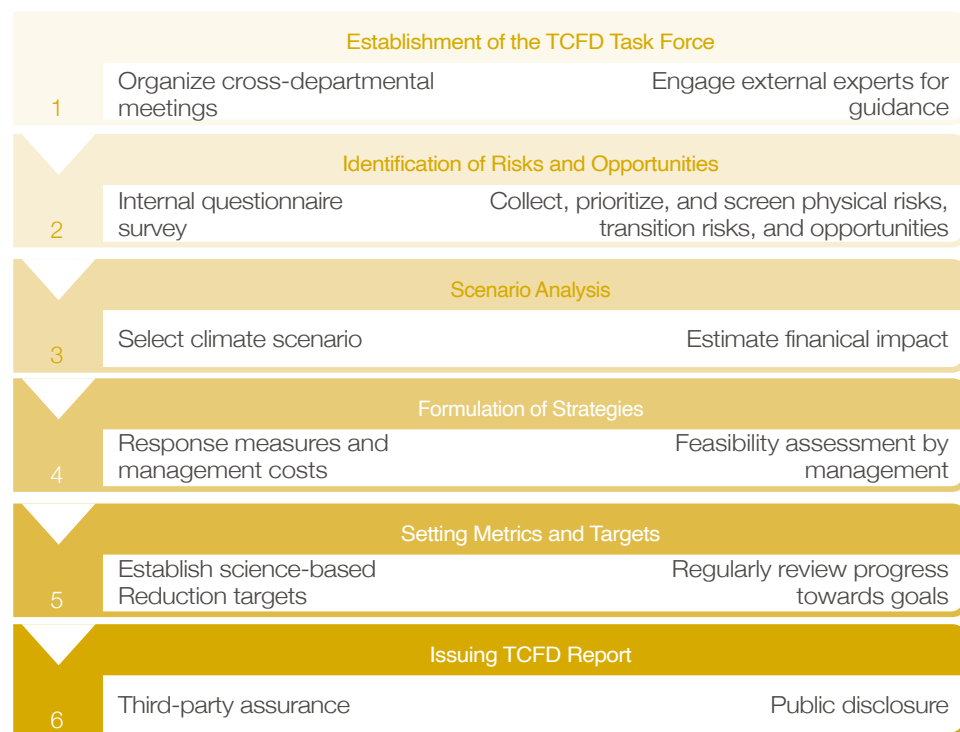 Establishment of the TCFD Task Force
1
Organize cross-departmental
meetings
Engage external experts for
guidance
Identification of Risks and Opportunities
2
Internal questionnaire
survey
Collect, prioritize, and screen physical risks,
transition risks, and opportunities
Scenario Analysis
3
Select climate scenario
Estimate finanical impact
Formulation of Strategies
4
Response measures and
management costs
Feasibility assessment by
management
Setting Metrics and Targets
5
Establish science-based
Reduction targets
Regularly review progress
towards goals
Issuing TCFD Report
6
Third-party assurance
Public disclosure